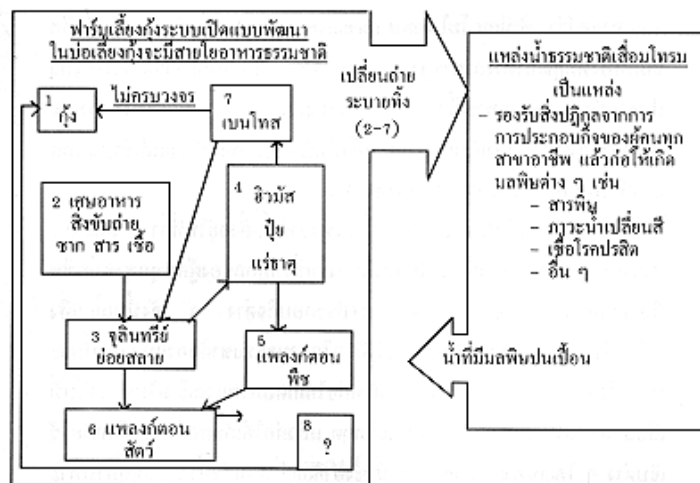 ฟาร์มเลี้ยงกุ้งระบบเปิดแบบพัฒนา
ในบ่อเลี้ยงกุ้งจะมีสายใยอาหารธรรมชาติ
1
กุ้ง
ไม่ครบวงจร
7
เบนโทส
2 เศษอาหาร
สิ่งขับถ่าย
ซาก สาร เชื้อ
4
ฮิวมัส
ปุ๋ย
แร่ธาตุ
3 จุลินทรีย์
ย่อยสลาย
5
แพลงก์ตอน
พืช
6 แพลงก์ตอน
สัตว์
8
?
เปลี่ยนถ่าย
ระบายทิ้ง
(2-7)
แหล่งน้ำธรรมชาติเสื่อมโทรม
เป็นแหล่ง
- รองรับสิ่งปฏิกูลจากการ
การประกอบกิจของผู้คนทุก
สาขาอาชีพ แล้วก่อให้เกิด
มลพิษต่าง ๆ เช่น
- สารพิษ
- ภาวะน้ำเปลี่ยนสี
- เชื้อโรคปรสิต
- อื่น ๆ
น้ำที่มีมลพิษปนเปื้อน